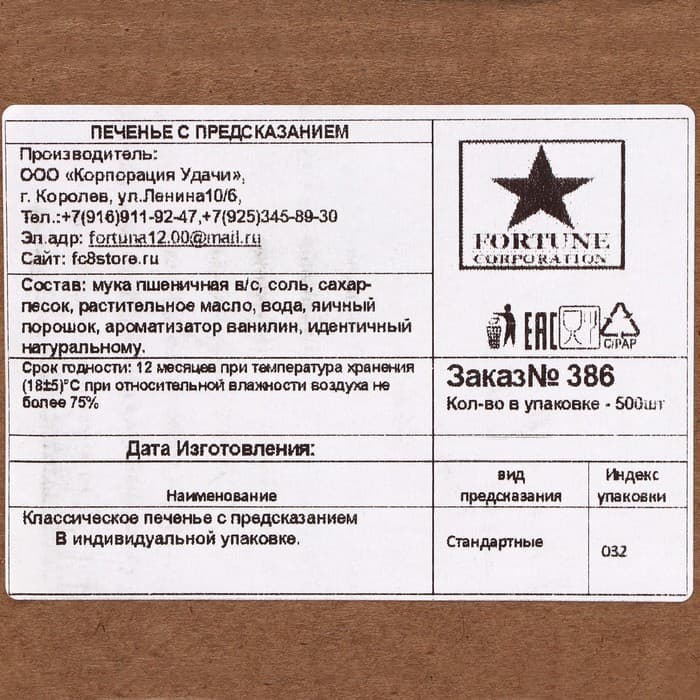 ПЕЧЕНЬЕ С ПРЕДСКАЗАНИЕМ
Производитель:
ООО «Корпорация Удачи»,
г. Королев, ул.Ленина10/6,
Тел.:+7(916)911-92-47,+7(925)345-89-30
Эл.адр: fortuna12.00@mail.ru
Сайт: fc8store.ru
Состав: мука пшеничная в/с, соль, сахар-
песок, растительное масло, вода, яичный
порошок, ароматизатор ванилин, идентичный
натуральному.
Срок годности: 12 месяцев при температура хранения
(18±5)°С при относительной влажности воздуха не
более 75%
FORTUNE
CORPORATION
EAC
C/PAP
Заказ№ 386
Кол-во в упаковке - 500шт
Дата Изготовления:
Наименование
вид
предсказания
Индекс
упаковки
Классическое печенье с предсказанием
В индивидуальной упаковке.
Стандартные
032